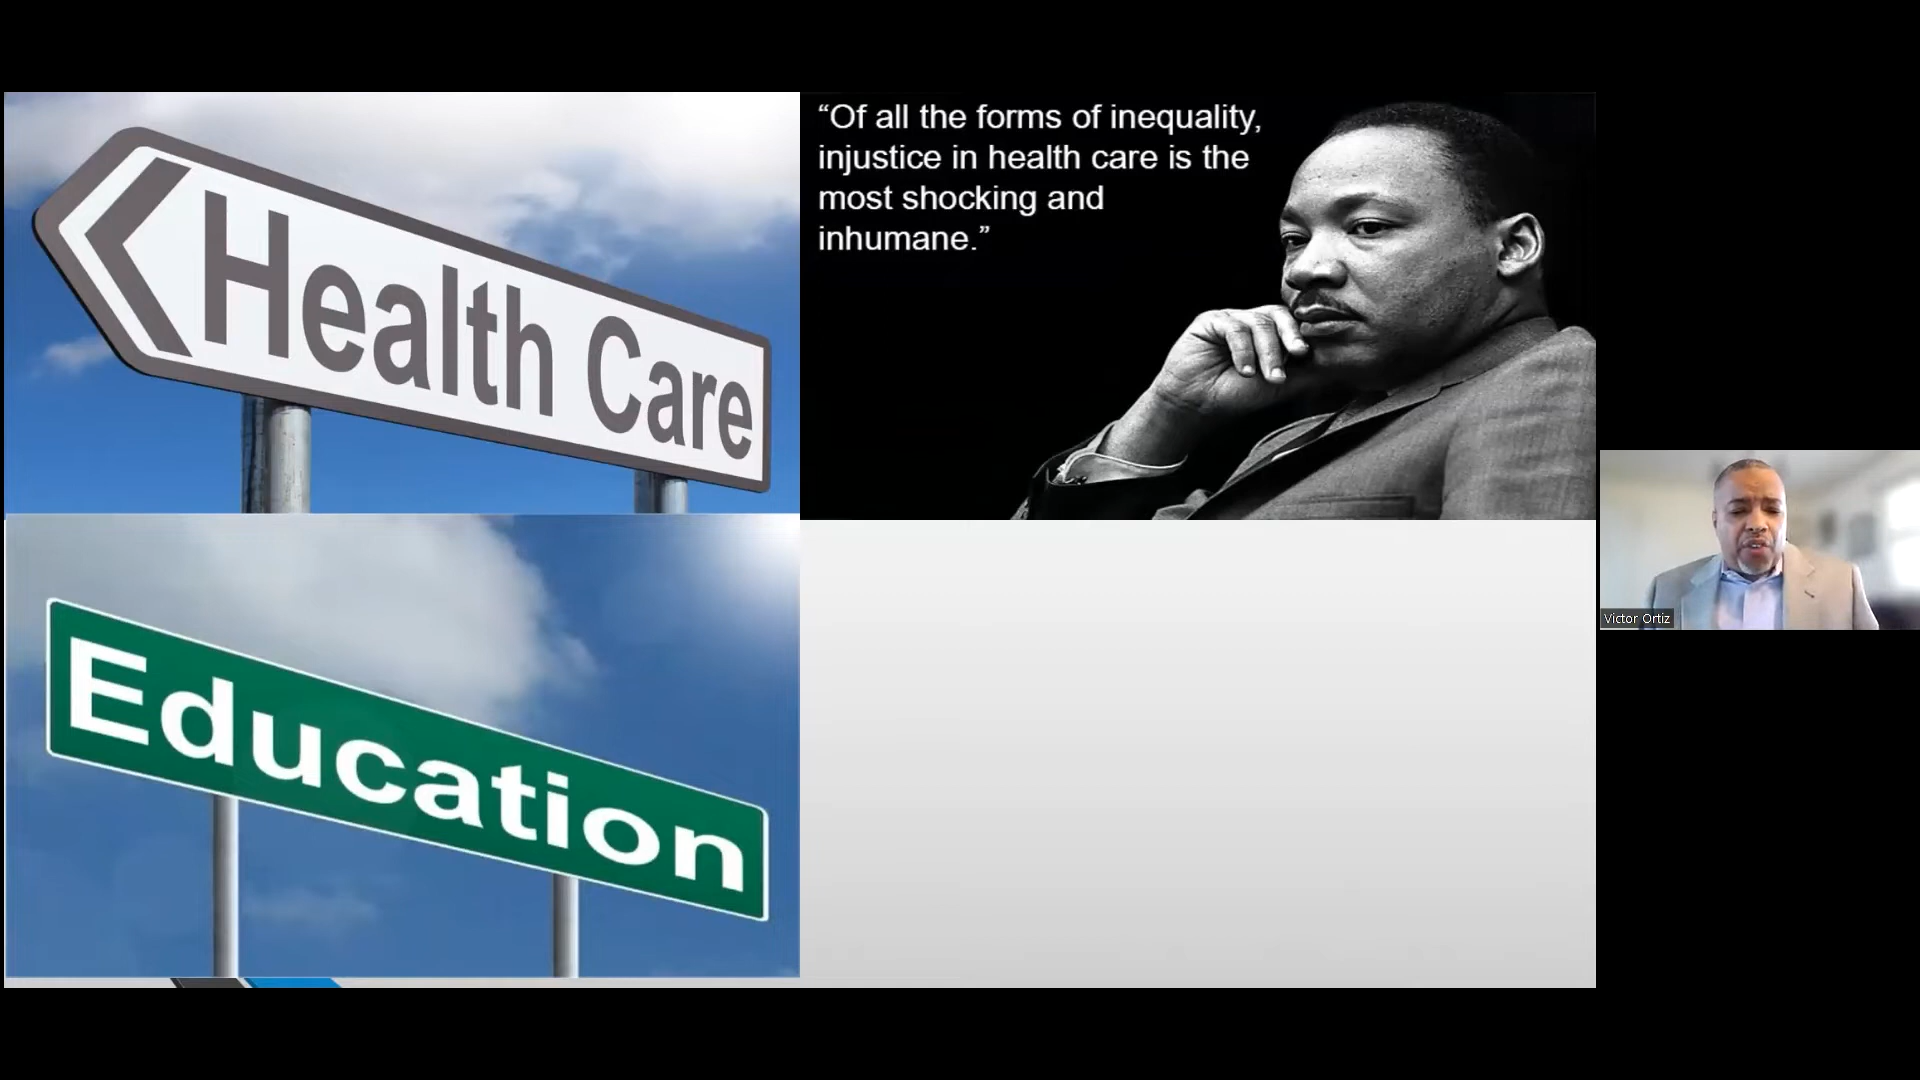 Health Care
“Of all the forms of inequality,
injustice in health care is the
most shocking and
inhumane.”
Education
Victor Ortiz